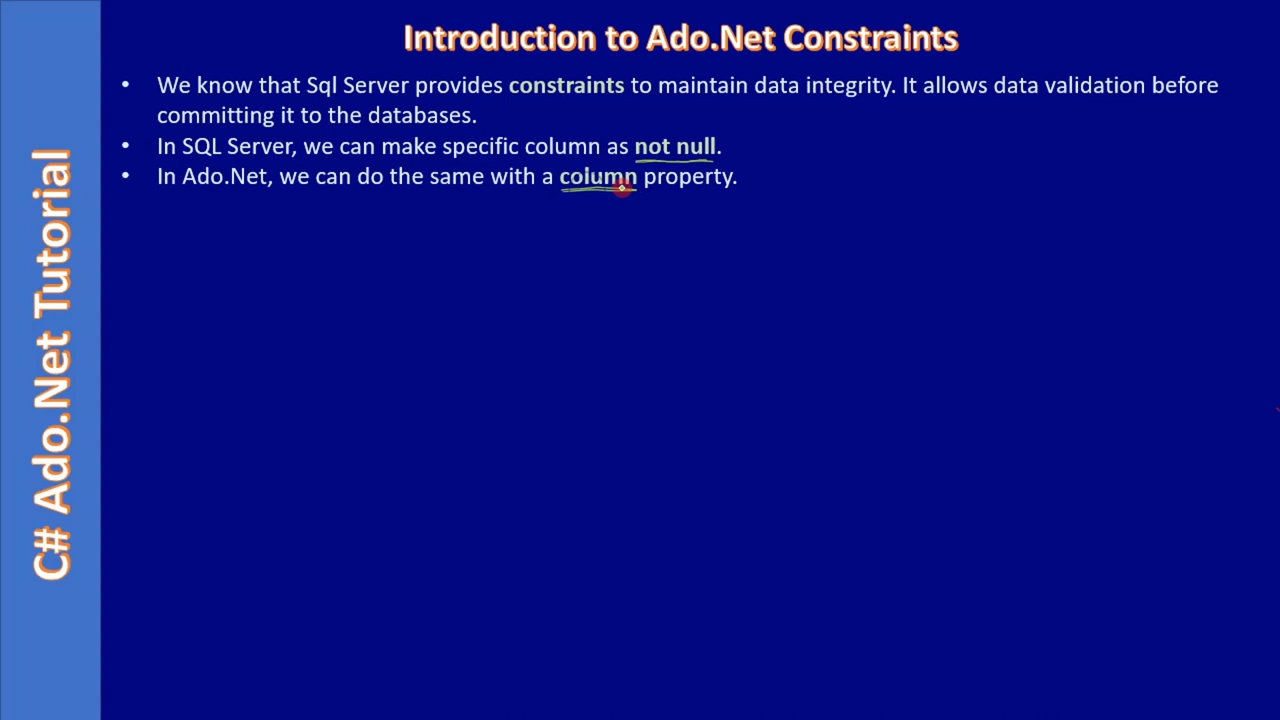 Introduction to Ado.Net Constraints
• We know that Sql Server provides constraints to maintain data integrity. It allows data validation before
committing it to the databases.
• In SQL Server, we can make specific column as not null.
• In Ado.Net, we can do the same with a column property.
C# Ado.Net Tutorial